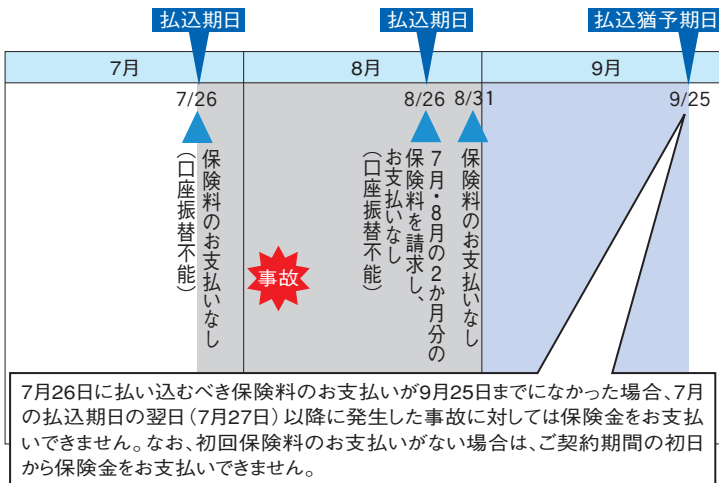 払込期日
払込期日
払込猶予期日
7月
8月
9月
7/26
8/26
8/31
9/25
保険料のお支払いなし
(口座振替不能)
事故
7月・8月の2か月分の
保険料を請求し、
お支払いなし
(口座振替不能)
保険料のお支払いなし
7月26日に払い込むべき保険料のお支払いが9月25日までになかった場合、7月
の払込期日の翌日(7月27日)以降に発生した事故に対しては保険金をお支払
いできません。なお、初回保険料のお支払いがない場合は、ご契約期間の初日
から保険金をお支払いできません。